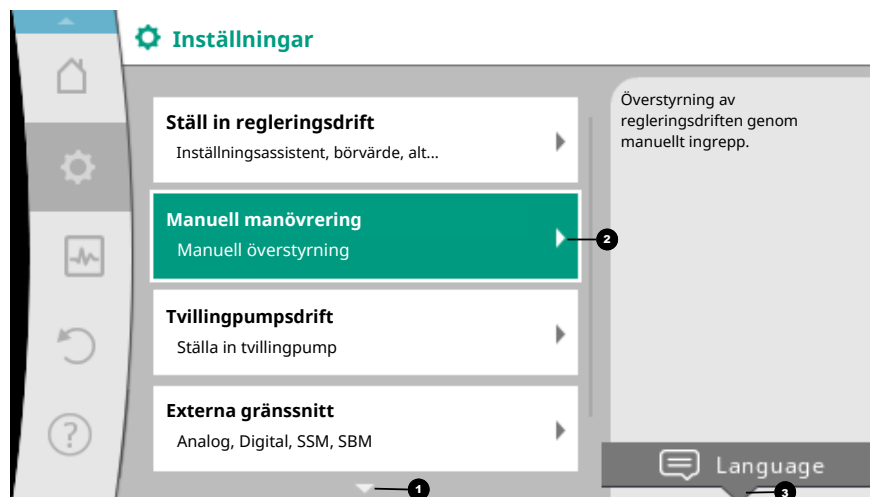 Inställningar
Ställ in regleringsdrift
Inställningsassistent, börvärde, alt...
Manuell manövrering
Manuell överstyrning
Tvillingpumpsdrift
Ställa in tvillingpump
Externa gränssnitt
Analog, Digital, SSM, SBM
Överstyrning av
regleringsdriften genom
manuellt ingrepp.
Language
?
1
2
3